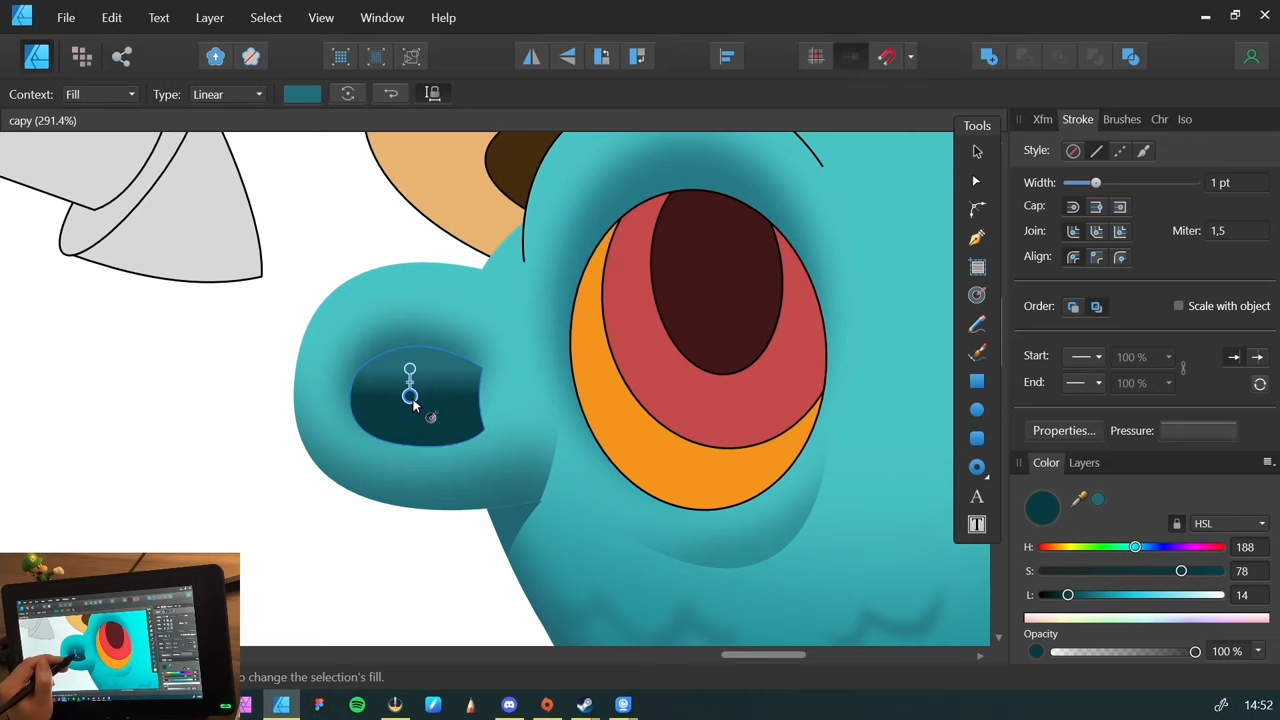 File Edit Text Layer Select View Window Help
Context: Fill Type: Linear
capy (291.4%)
Tools
Xfm Stroke Brushes Chr Iso
Style:
Width: 1 pt
Cap:
Join: Miter: 1,5
Align:
Order: Scale with object
Start: 100 %
End: 100 %
Properties... Pressure:
Color Layers
HSL
H: 188
S: 78
L: 14
Opacity
100 %
A
T
o change the selection's fill.
14:52